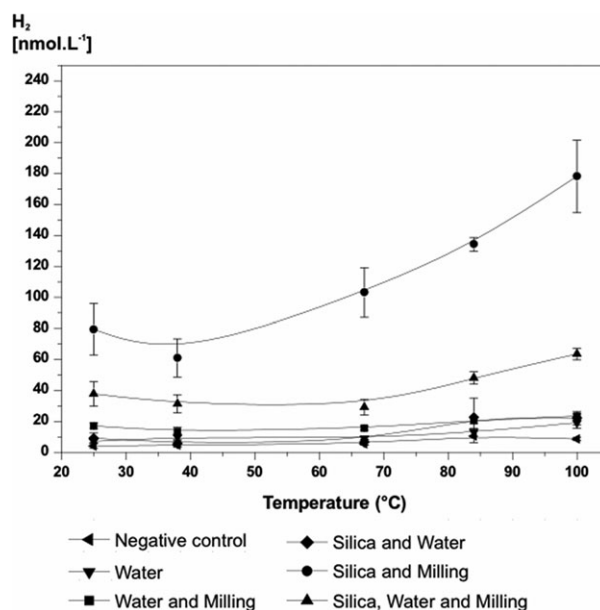 H₂
[nmol.L⁻¹]
240
220
200
180
160
140
120
100
80
60
40
20
0
20 30 40 50 60 70 80 90 100
Temperature (°C)
Negative control
Silica and Water
Water
Silica and Milling
Water and Milling
Silica, Water and Milling